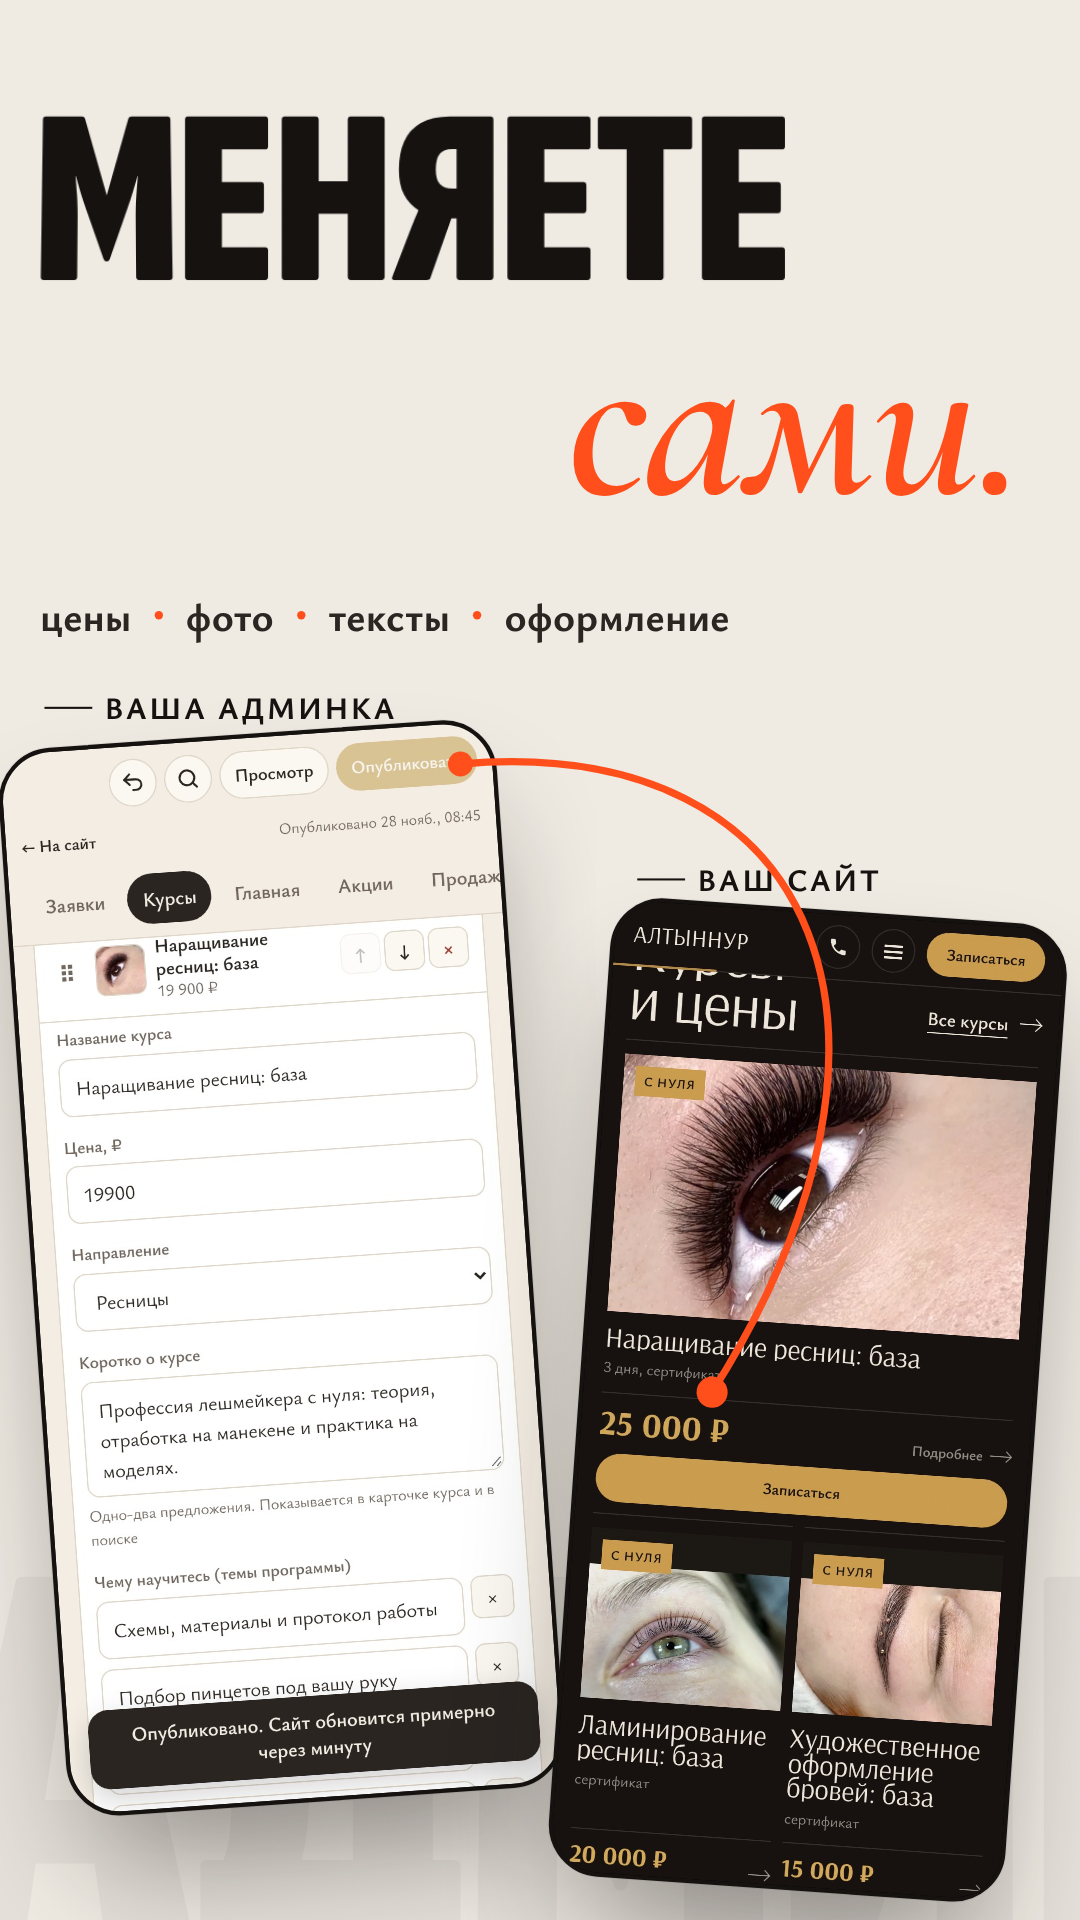 МЕНЯЕТЕ
сами.
цены • фото • тексты • оформление
ВАША АДМИНКА
Просмотр
Опубликова
Опубликовано 28 нояб., 08:45
← На сайт
Заявки Курсы Главная Акции Продаж
Наращивание
ресниц: база
19 900 ₽
↑ ↓ ×
Название курса
Наращивание ресниц: база
Цена, ₽
19900
Направление
Ресницы
Коротко о курсе
Профессия лешмейкера с нуля: теория,
отработка на манекене и практика на
моделях.
Одно-два предложения. Показывается в карточке курса и в
поиске
Чему научитесь (темы программы)
Схемы, материалы и протокол работы ×
Подбор пинцетов под вашу руку ×
Опубликовано. Сайт обновится примерно
через минуту
ВАШ САЙТ
АЛТЫННУР
Записаться
Курсы
и цены
Все курсы →
С НУЛЯ
Наращивание ресниц: база
3 дня, сертификат
25 000 ₽
Подробнее →
Записаться
С НУЛЯ
Ламинирование
ресниц: база
сертификат
20 000 ₽ →
С НУЛЯ
Художественное
оформление
бровей: база
сертификат
15 000 ₽ →